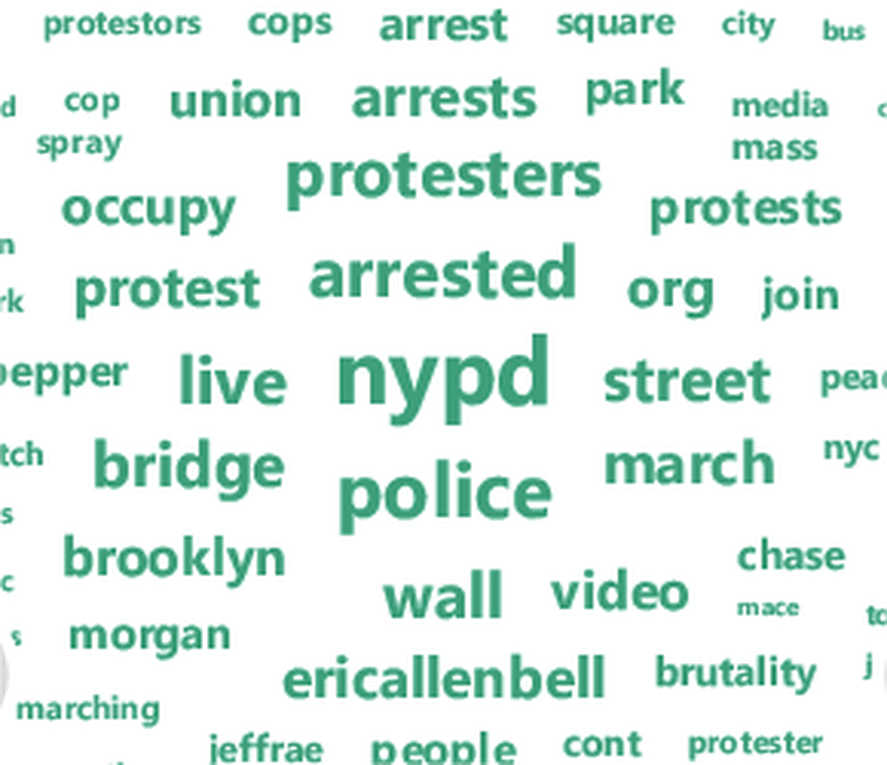 protestors cops arrest square city bus
d cop union arrests park media c
spray protesters mass
occupy protests
n
protest arrested org join
rk
pepper live nypd street peac
tch bridge march nyc
police
s
brooklyn chase
c wall video mace
s morgan to
ericallenbell brutality j
marching
jeffrae people cont protester